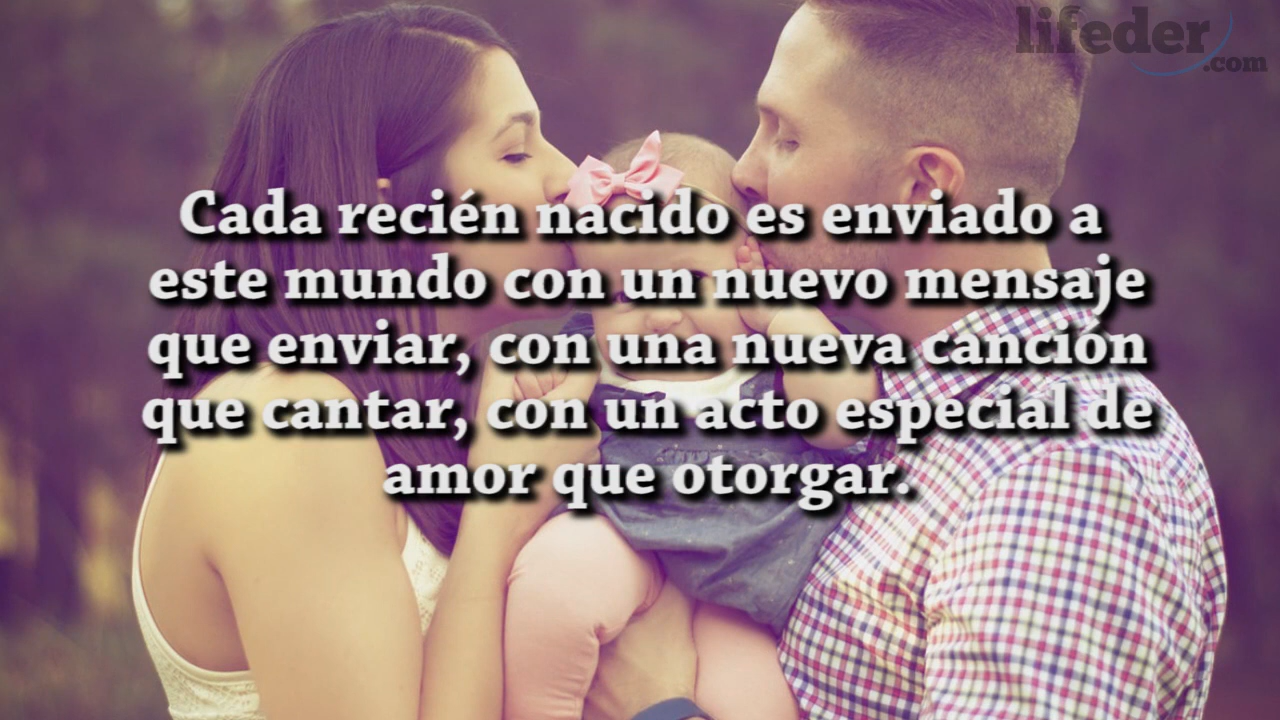 lifeder
.com
Cada recién nacido es enviado a
este mundo con un nuevo mensaje
que enviar, con una nueva canción
que cantar, con un acto especial de
amor que otorgar.